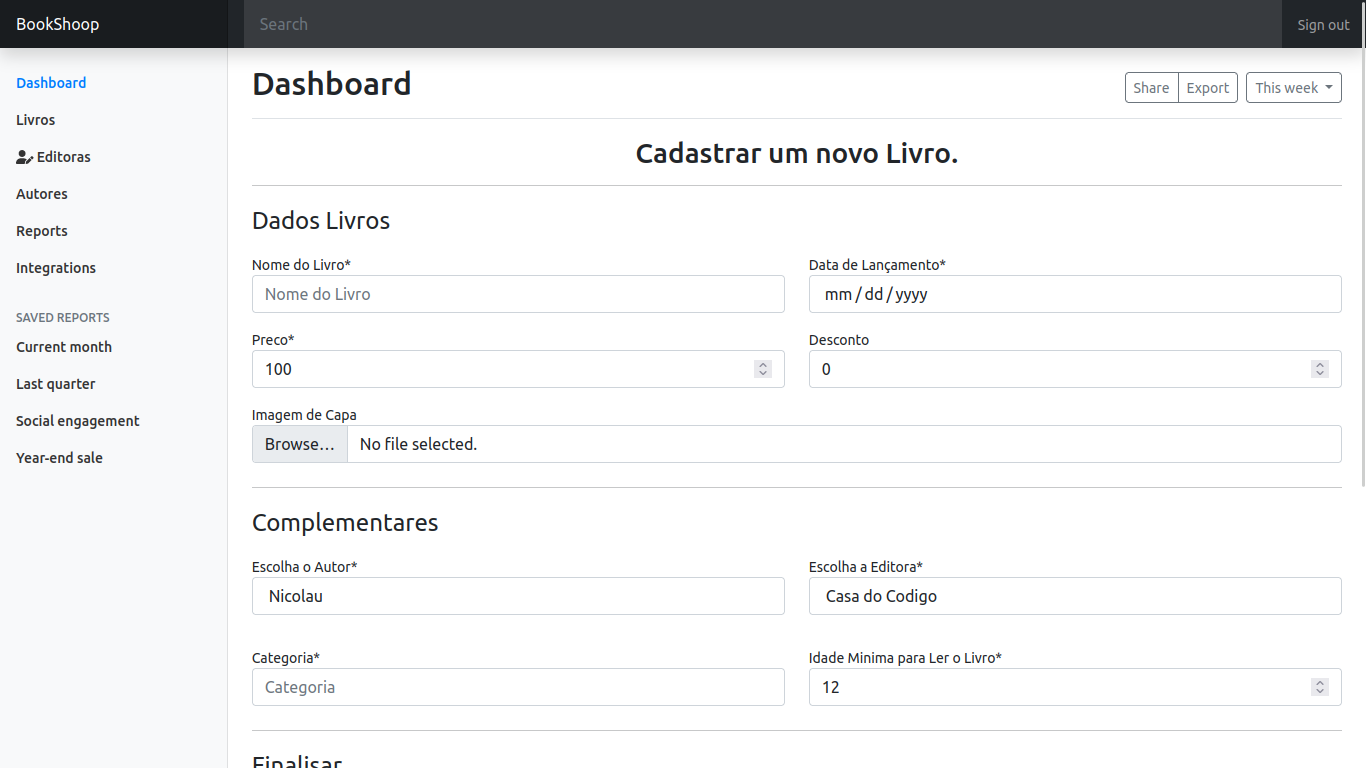 BookShoop
Search
Sign out
Dashboard
Livros
Editoras
Autores
Reports
Integrations
SAVED REPORTS
Current month
Last quarter
Social engagement
Year-end sale
Dashboard
Share Export This week
Cadastrar um novo Livro.
Dados Livros
Nome do Livro* Data de Lançamento*
Nome do Livro mm/dd/yyyy
Preco* Desconto
100 0
Imagem de Capa
Browse... No file selected.
Complementares
Escolha o Autor* Escolha a Editora*
Nicolau Casa do Codigo
Categoria* Idade Minima para Ler o Livro*
Categoria 12
Finalisar